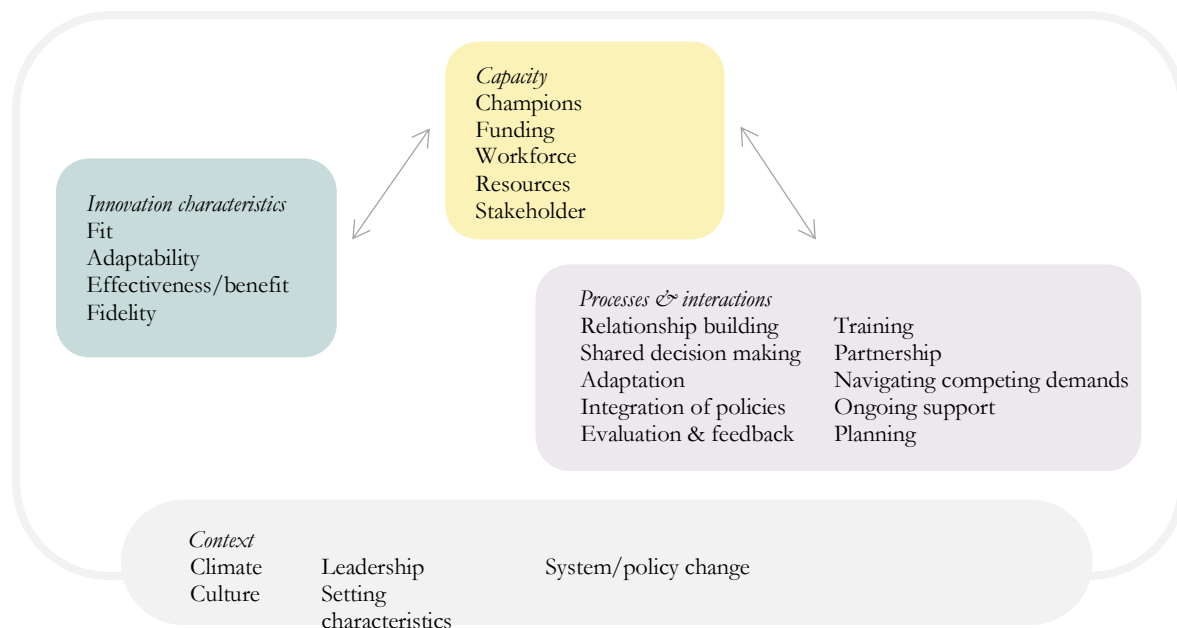 Capacity
Champions
Funding
Workforce
Resources
Stakeholder
Innovation characteristics
Fit
Adaptability
Effectiveness/benefit
Fidelity
Processes & interactions
Relationship building
Shared decision making
Adaptation
Integration of policies
Evaluation & feedback
Training
Partnership
Navigating competing demands
Ongoing support
Planning
Context
Climate
Culture
Leadership
Setting
characteristics
System/policy change